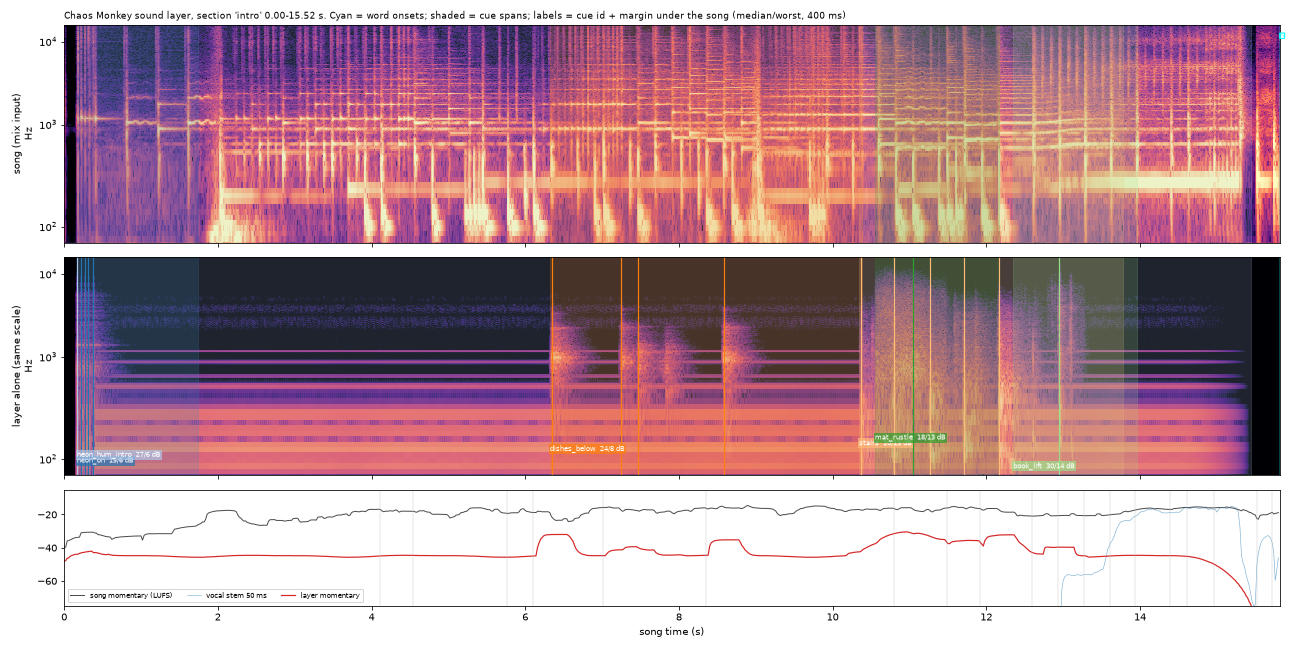 Chaos Monkey sound layer, section 'intro' 0.00-15.52 s. Cyan = word onsets; shaded = cue spans; labels = cue id + margin under the song (median/worst, 400 ms)
song (mix input)
Hz
10⁴
10³
10²
layer alone (same scale)
Hz
10⁴
10³
10²
neon_hum_intro 27/6 dB
neon_on
dishes_below 24/8 dB
mat_rustle 18/13 dB
book_lift 30/14 dB
−20
−40
−60
song momentary (LUFS)
vocal stem 50 ms
layer momentary
0 2 4 6 8 10 12 14
song time (s)